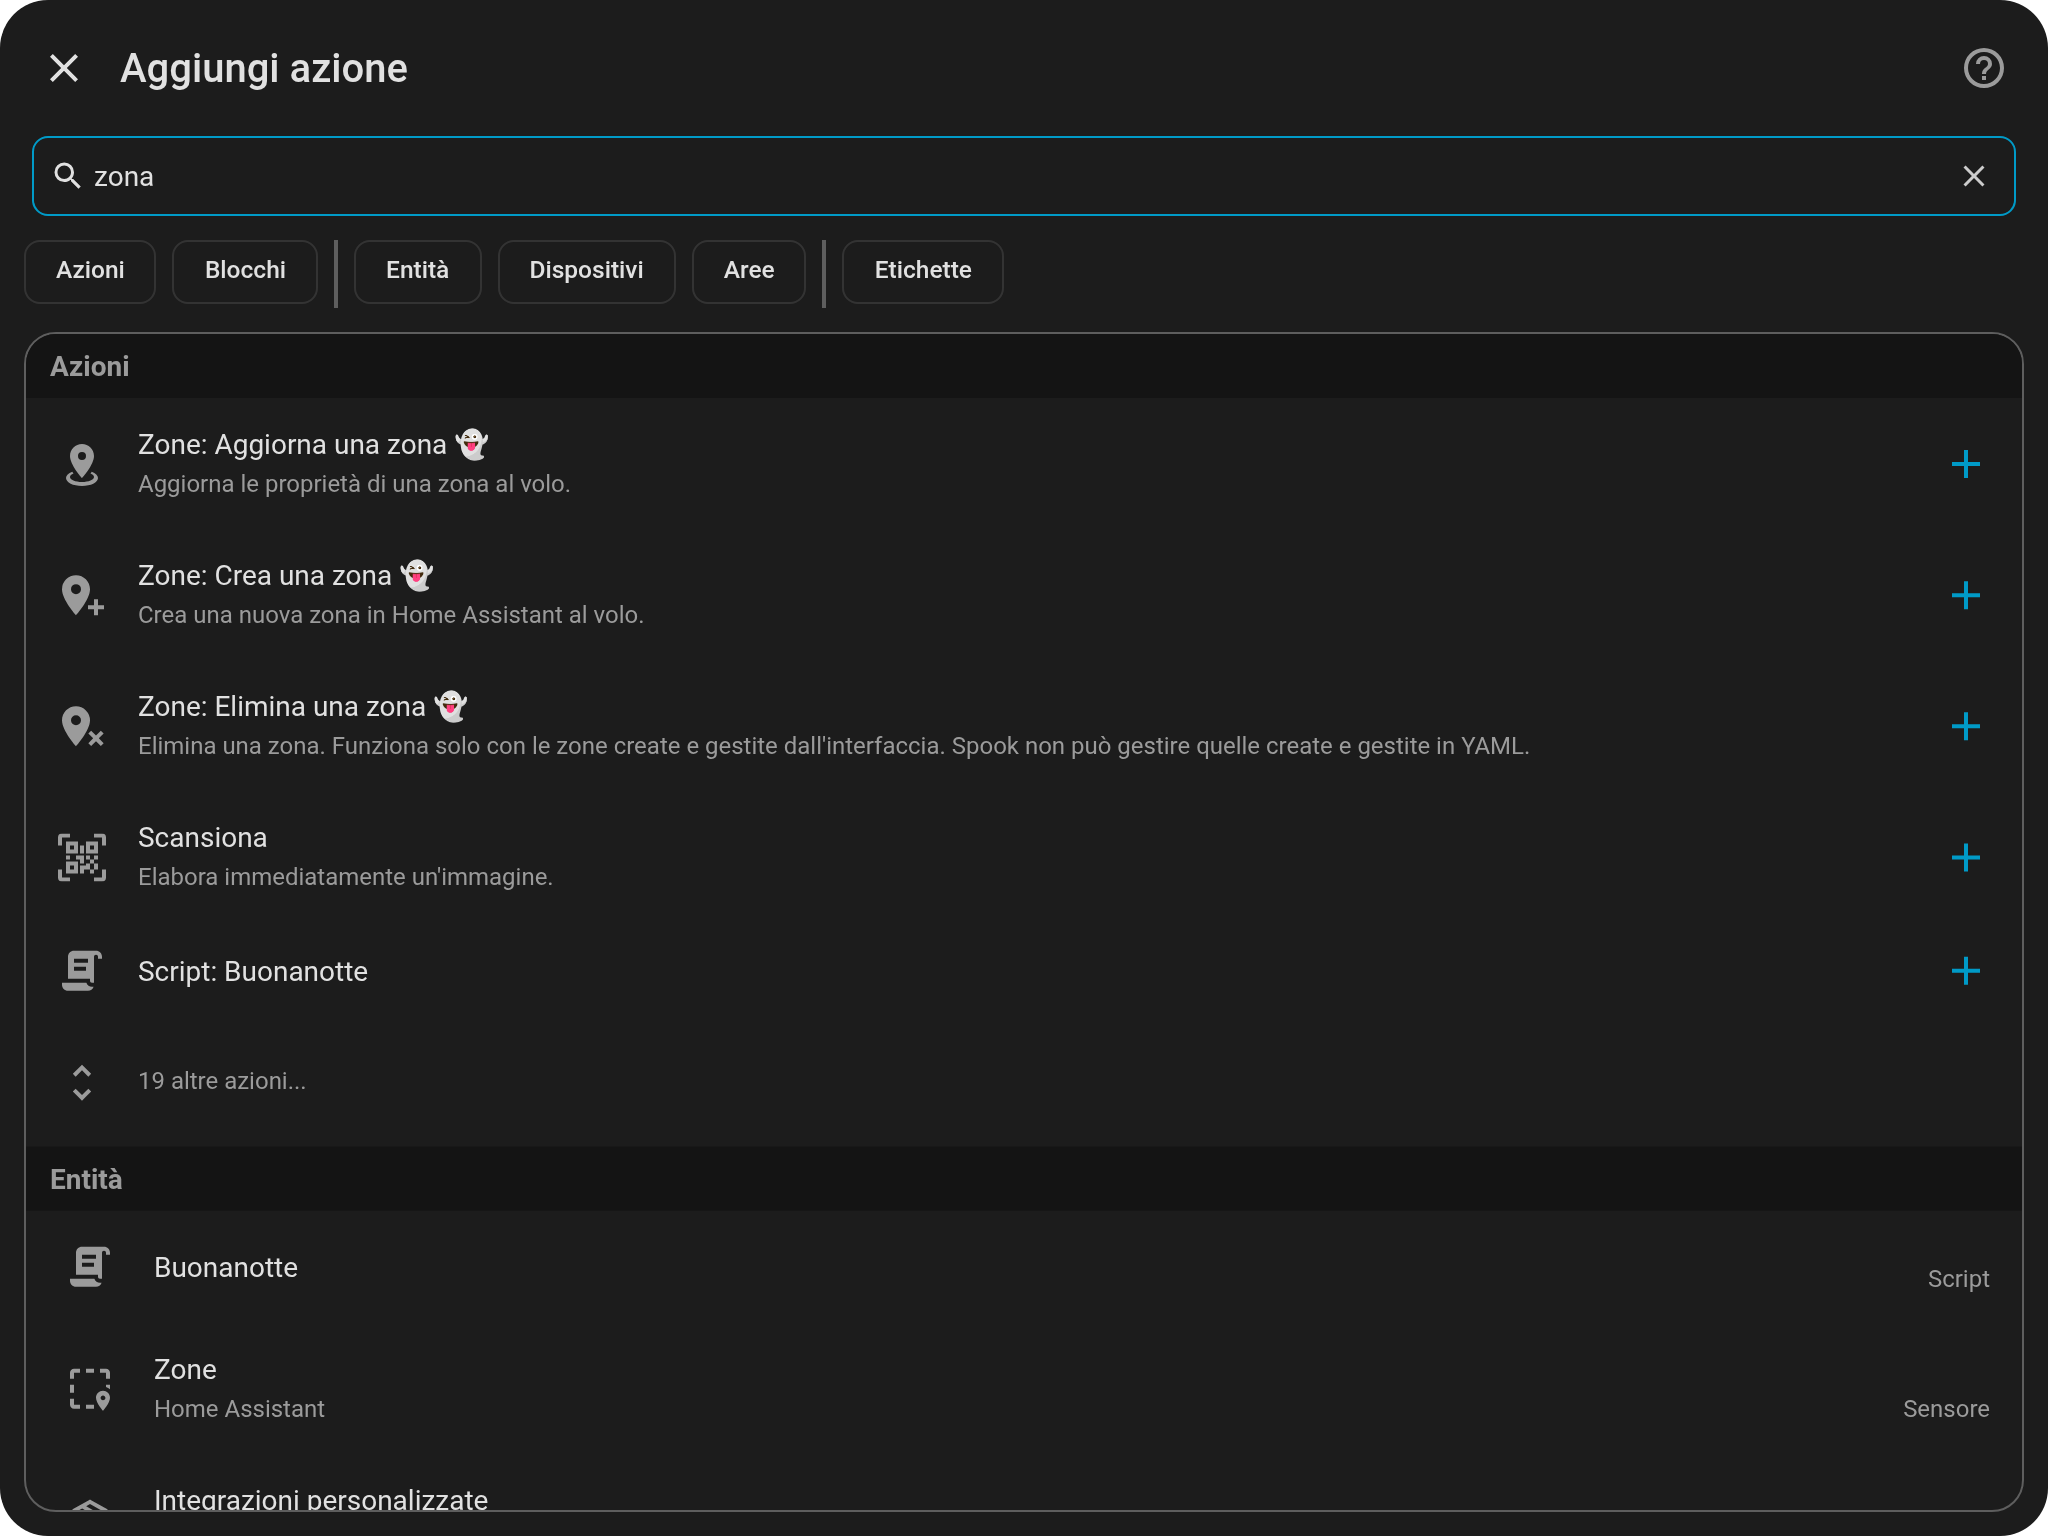 Aggiungi azione
zona
Azioni
Blocchi
Entità
Dispositivi
Aree
Etichette
Azioni
Zone: Aggiorna una zona 👻
Aggiorna le proprietà di una zona al volo.
Zone: Crea una zona 👻
Crea una nuova zona in Home Assistant al volo.
Zone: Elimina una zona 👻
Elimina una zona. Funziona solo con le zone create e gestite dall'interfaccia. Spook non può gestire quelle create e gestite in YAML.
Scansiona
Elabora immediatamente un'immagine.
Script: Buonanotte
19 altre azioni...
Entità
Buonanotte
Script
Zone
Home Assistant
Sensore
Integrazioni personalizzate